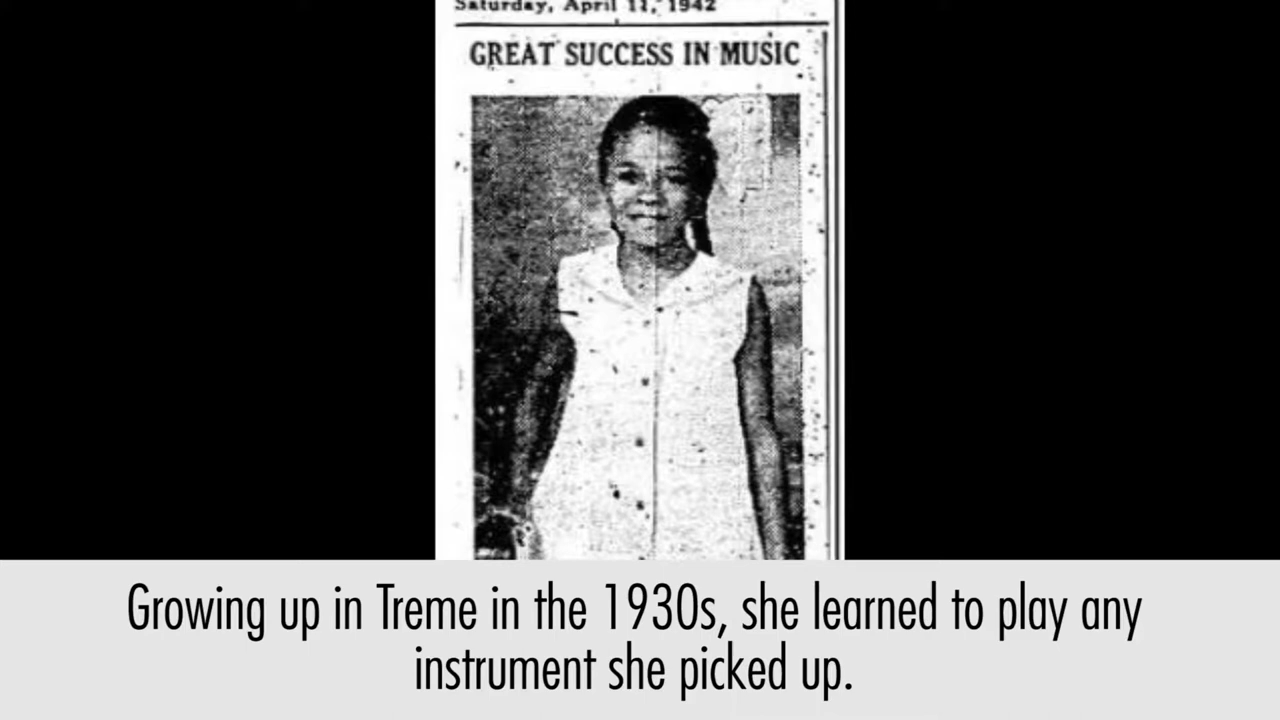 Saturday, April 11, 1942
GREAT SUCCESS IN MUSIC
Growing up in Treme in the 1930s, she learned to play any
instrument she picked up.